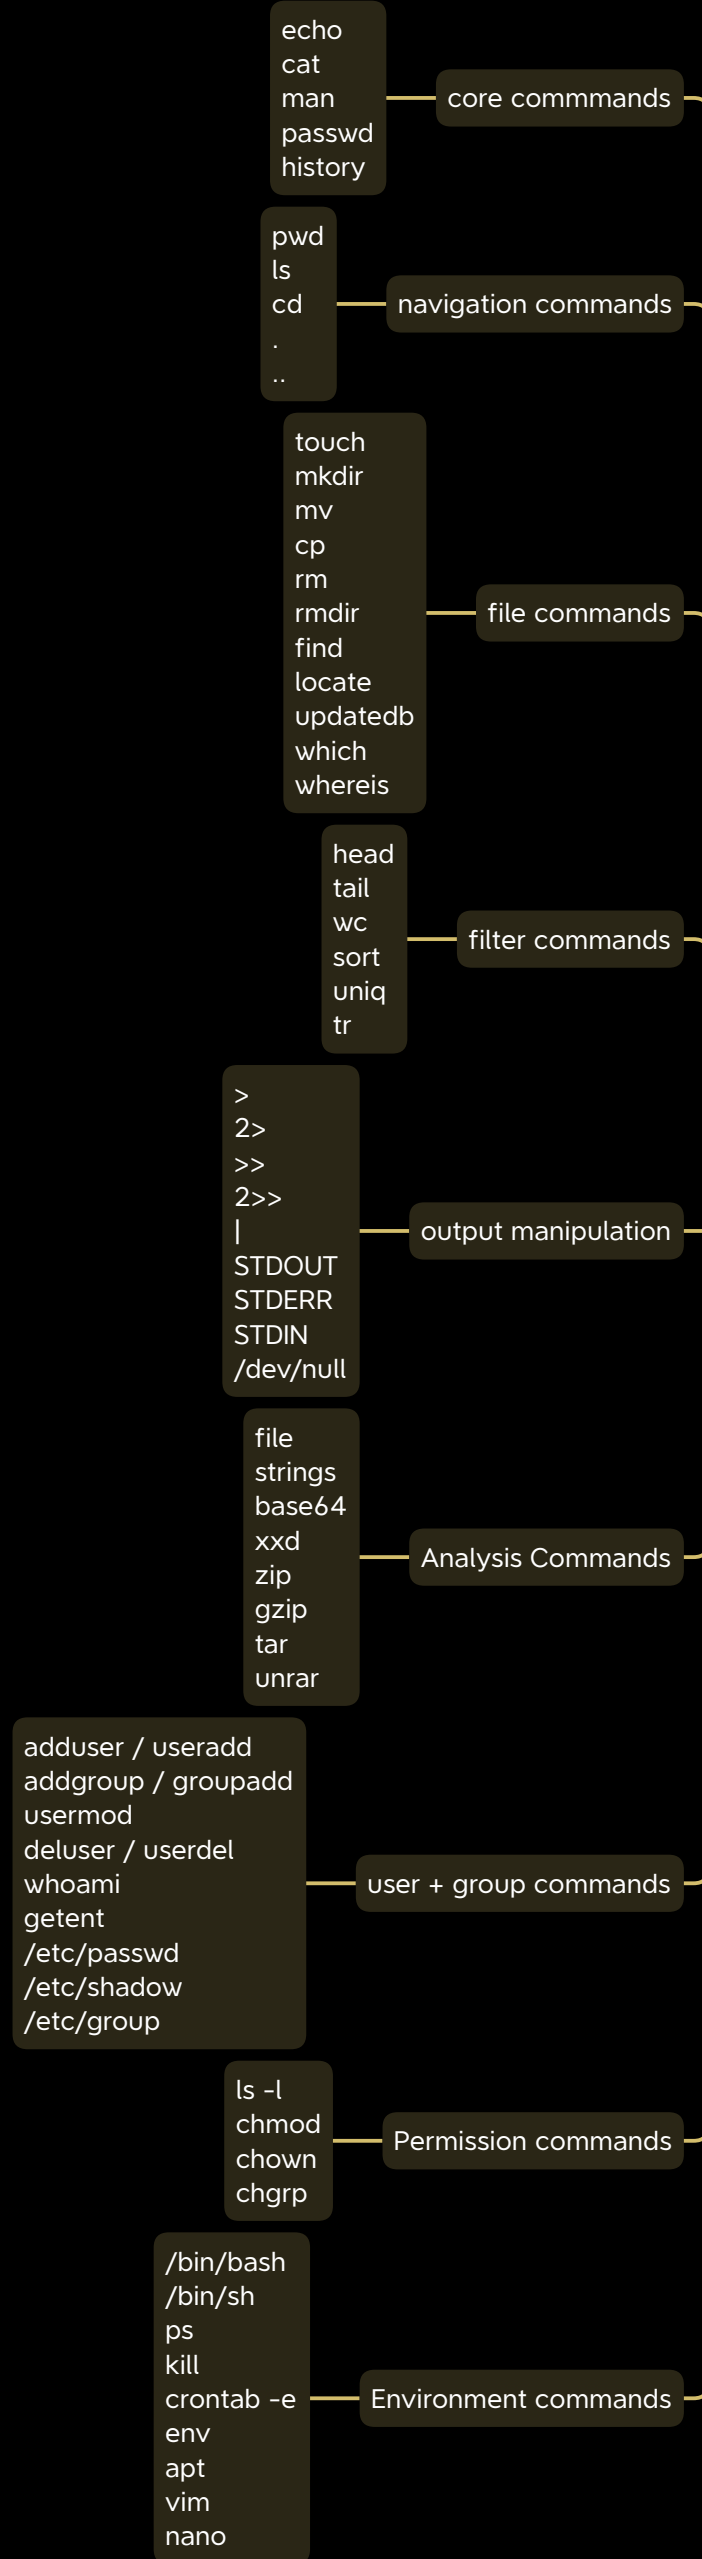 echo
cat
man
passwd
history
core commmands
pwd
ls
cd
.
..
navigation commands
touch
mkdir
mv
cp
rm
rmdir
find
locate
updatedb
which
whereis
file commands
head
tail
wc
sort
uniq
tr
filter commands
>
2>
>>
2>>
|
STDOUT
STDERR
STDIN
/dev/null
output manipulation
file
strings
base64
xxd
zip
gzip
tar
unrar
Analysis Commands
adduser / useradd
addgroup / groupadd
usermod
deluser / userdel
whoami
getent
/etc/passwd
/etc/shadow
/etc/group
user + group commands
ls -l
chmod
chown
chgrp
Permission commands
/bin/bash
/bin/sh
ps
kill
crontab -e
env
apt
vim
nano
Environment commands